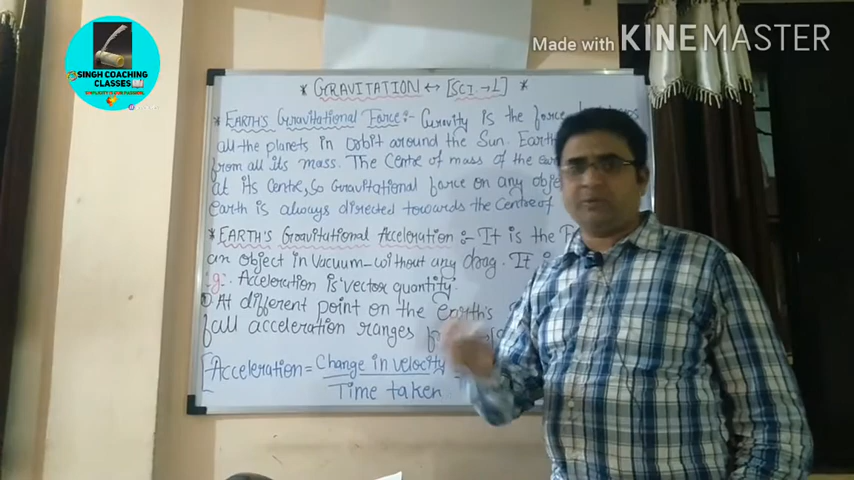 Made with KINEMASTER
SINGH COACHING
CLASSES
* GRAVITATION ↔ [SCI.→L] *
* EARTH'S Gravitational Force:- Gravity is the force
all the planets in orbit around the Sun. Earth
from all its mass. The Centre of mass of the
at its Centre, So Gravitational force on any
earth is always directed towards the Centre of
* EARTH'S Gravitational Acceleration :- It is the
an object in Vacuum - without any drag. It
'g'. Acceleration is vector quantity.
① At different point on the Earth's
fall acceleration ranges
[Acceleration = Change in velocity
Time taken